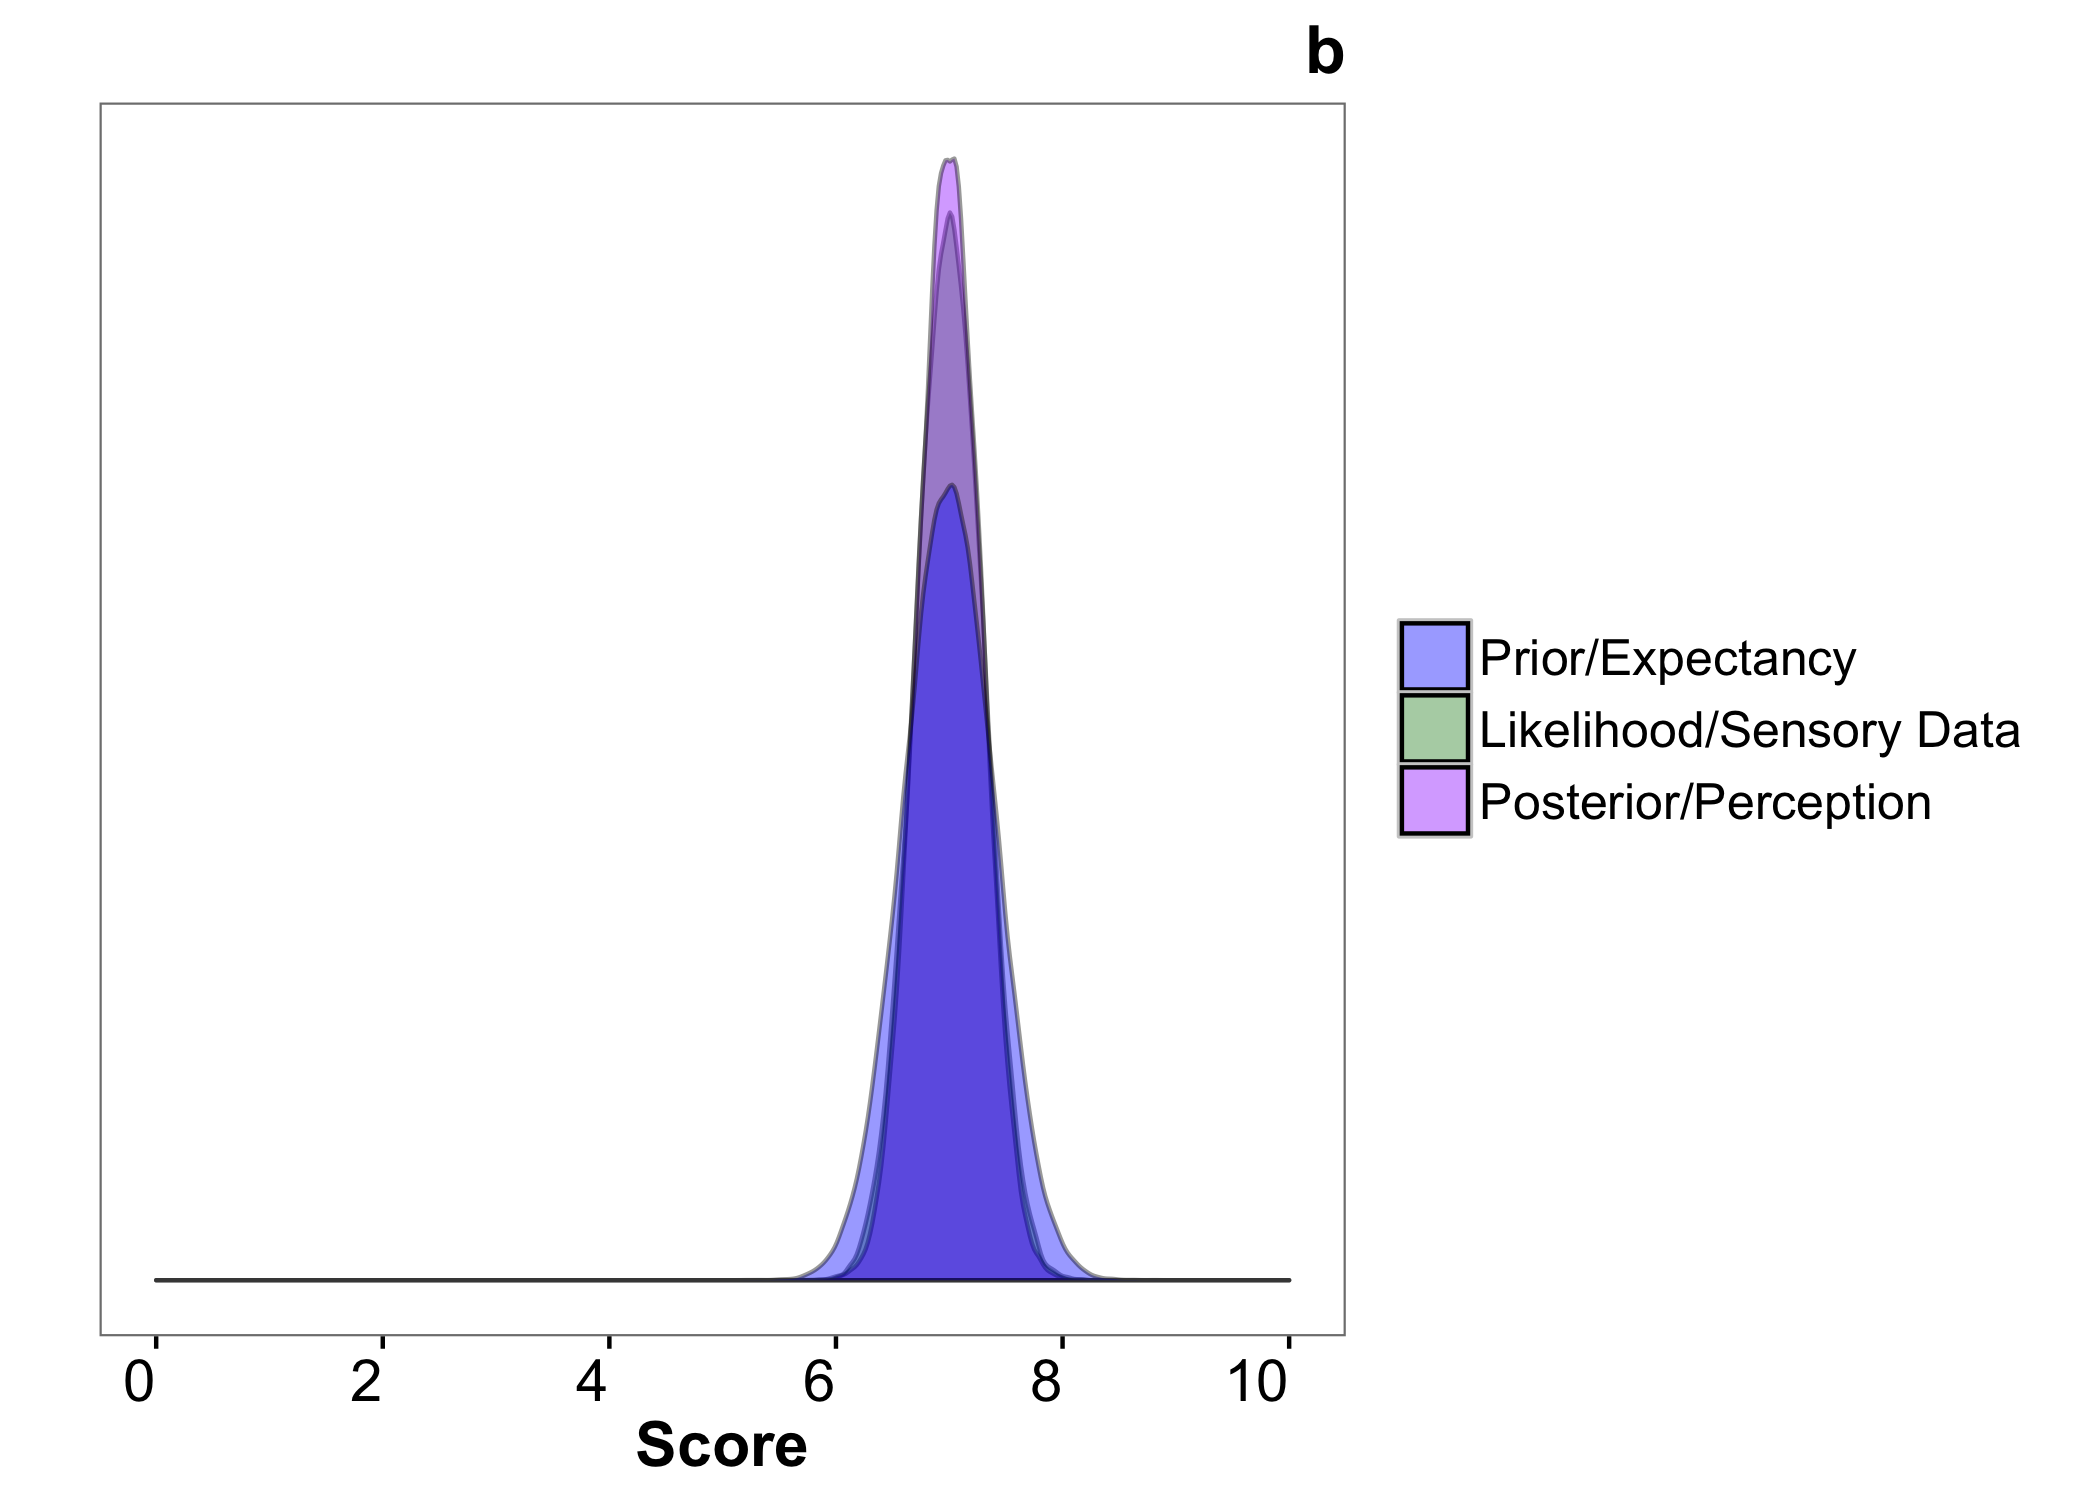 b
Prior/Expectancy
Likelihood/Sensory Data
Posterior/Perception
0 2 4 6 8 10
Score